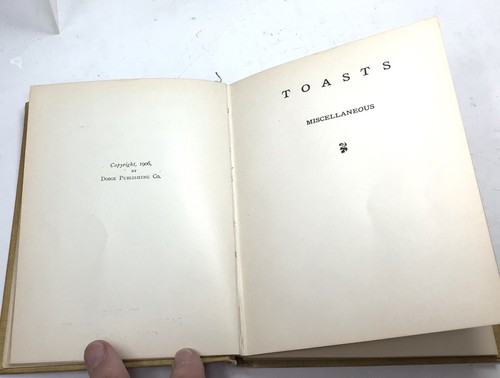 Copyright, 1906,
BY
DODGE PUBLISHING CO.
TOASTS
MISCELLANEOUS